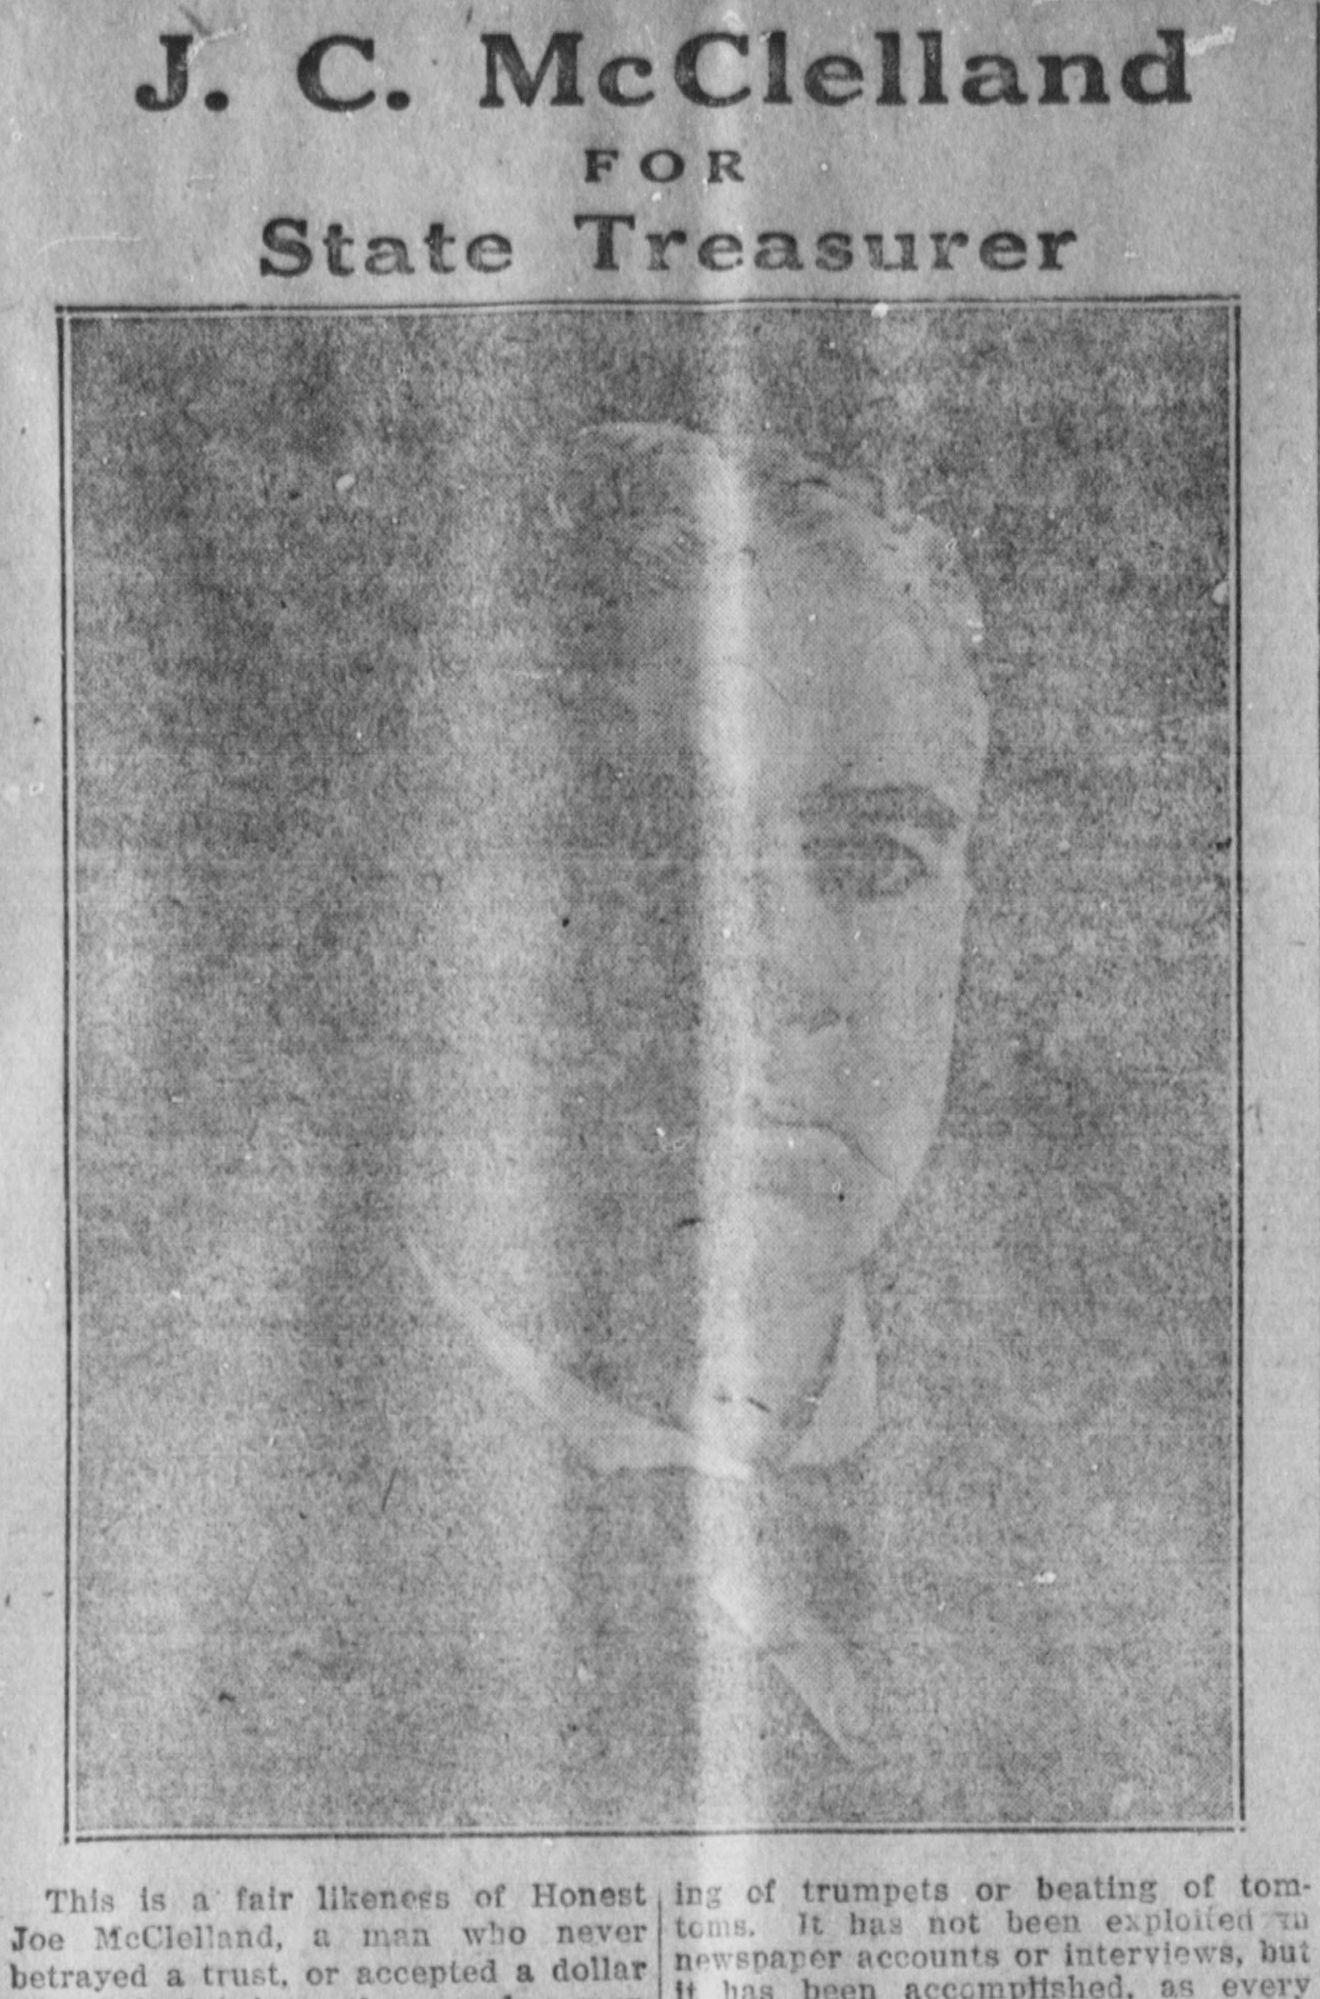 J. C. McClelland
FOR
State Treasurer
This is a fair likeness of Honest
Joe McClelland, a man who never
betrayed a trust, or accepted a dollar
ing of trumpets or beating of tom-
toms. It has not been exploited in
newspaper accounts or interviews, but
it has been accomplished, as every